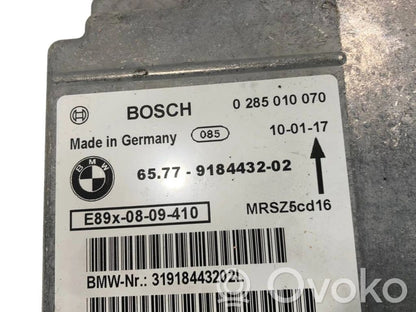 BOSCH 0 285 010 070
Made in Germany 085 10-01-17
BMW 65.77 - 9184432-02
E89x-08-09-410 MRSZ5cd16
BMW-Nr.: 31918443202
Ovoko